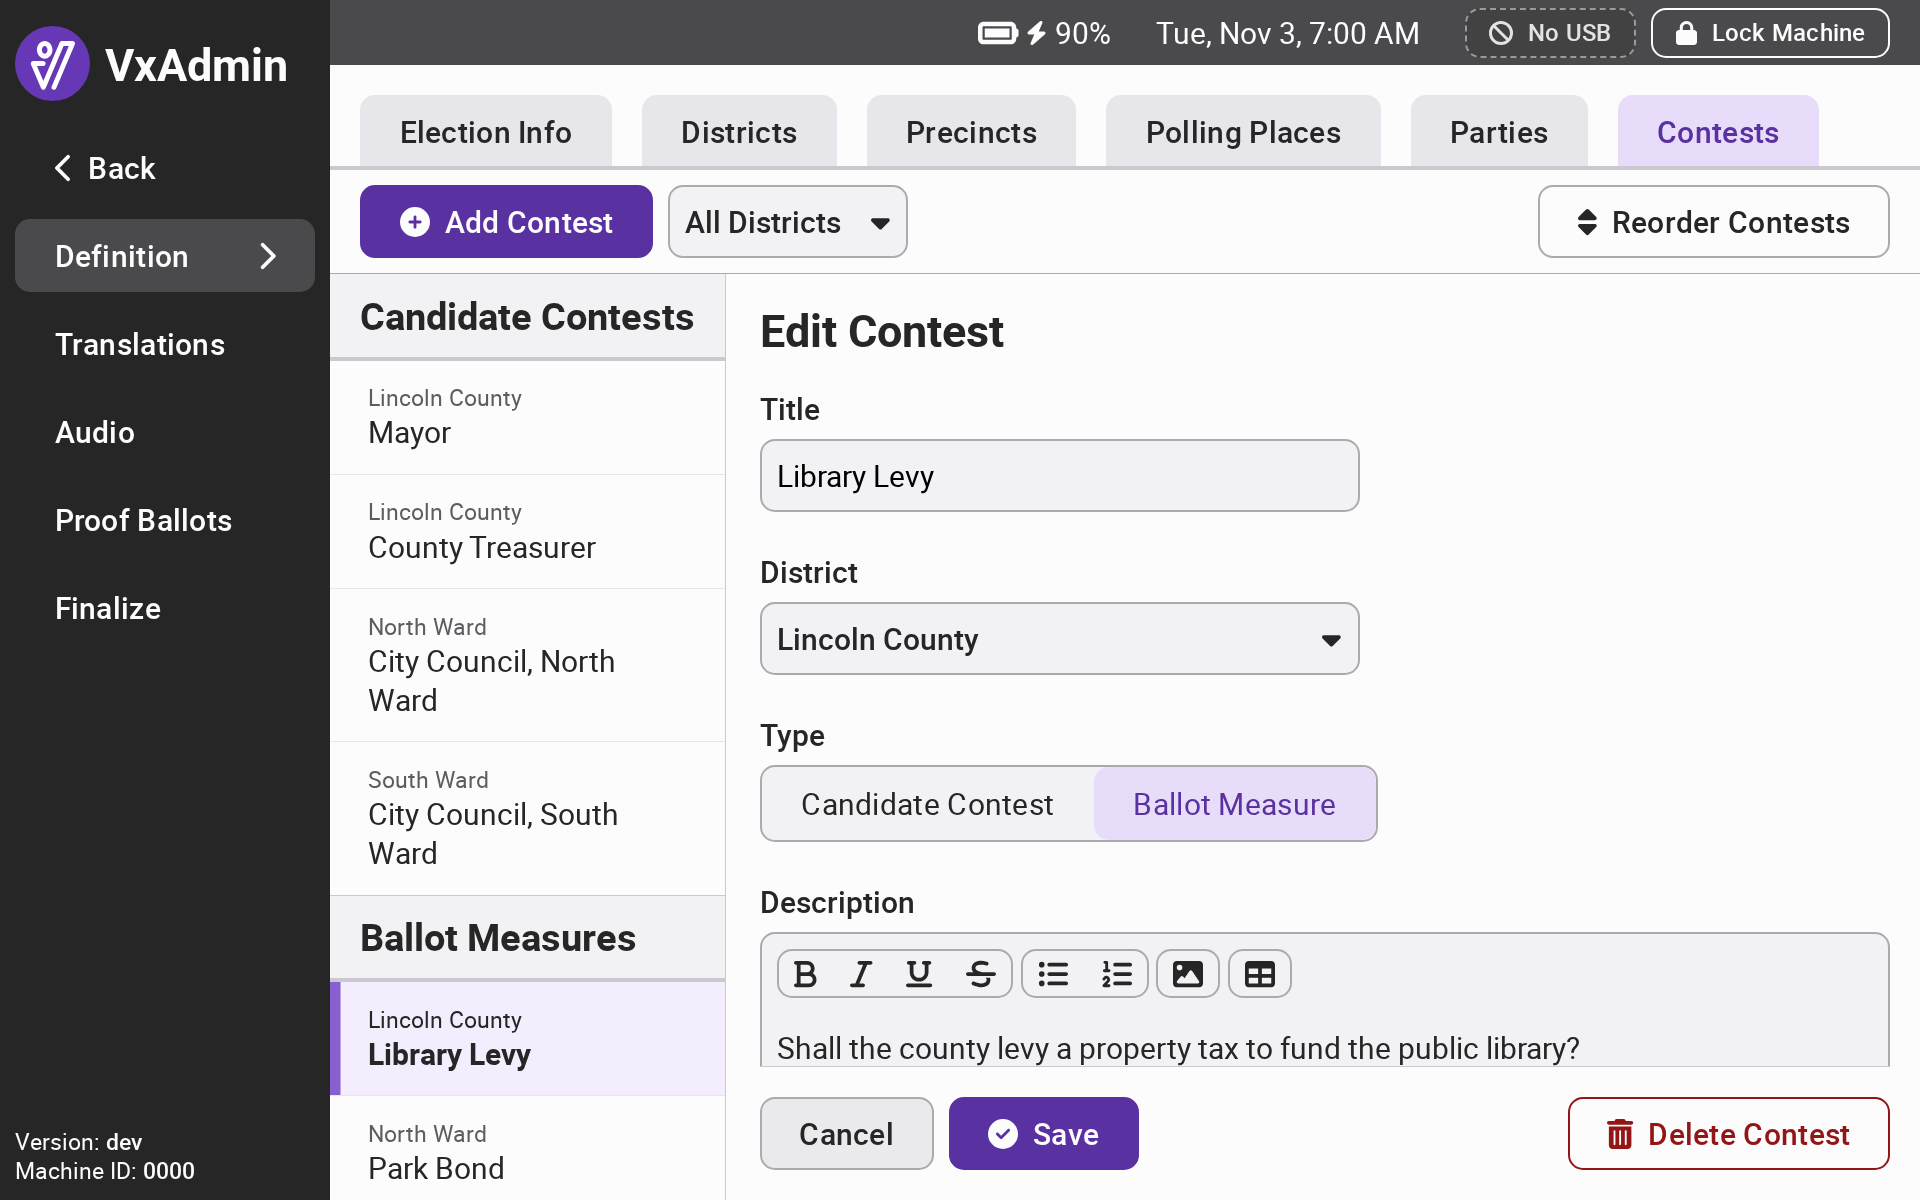 VxAdmin
90%
Tue, Nov 3, 7:00 AM
No USB
Lock Machine
Back
Definition
Translations
Audio
Proof Ballots
Finalize
Version: dev
Machine ID: 0000
Election Info
Districts
Precincts
Polling Places
Parties
Contests
Add Contest
All Districts
Reorder Contests
Candidate Contests
Lincoln County
Mayor
Lincoln County
County Treasurer
North Ward
City Council, North
Ward
South Ward
City Council, South
Ward
Ballot Measures
Lincoln County
Library Levy
North Ward
Park Bond
Edit Contest
Title
Library Levy
District
Lincoln County
Type
Candidate Contest
Ballot Measure
Description
Shall the county levy a property tax to fund the public library?
Cancel
Save
Delete Contest